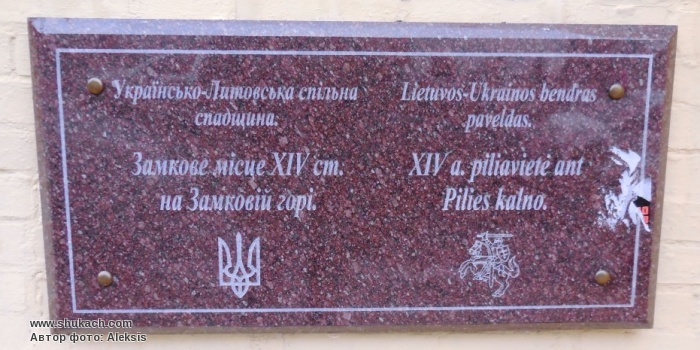 Українсько-Литовська спільна
спадщина.
Замкове місце XIV ст.
на Замковій горі.
Lietuvos-Ukrainos bendras
paveldas.
XIV a. piliavietė ant
Pilies kalno.
www.shukach.com
Автор фото: Aleksis